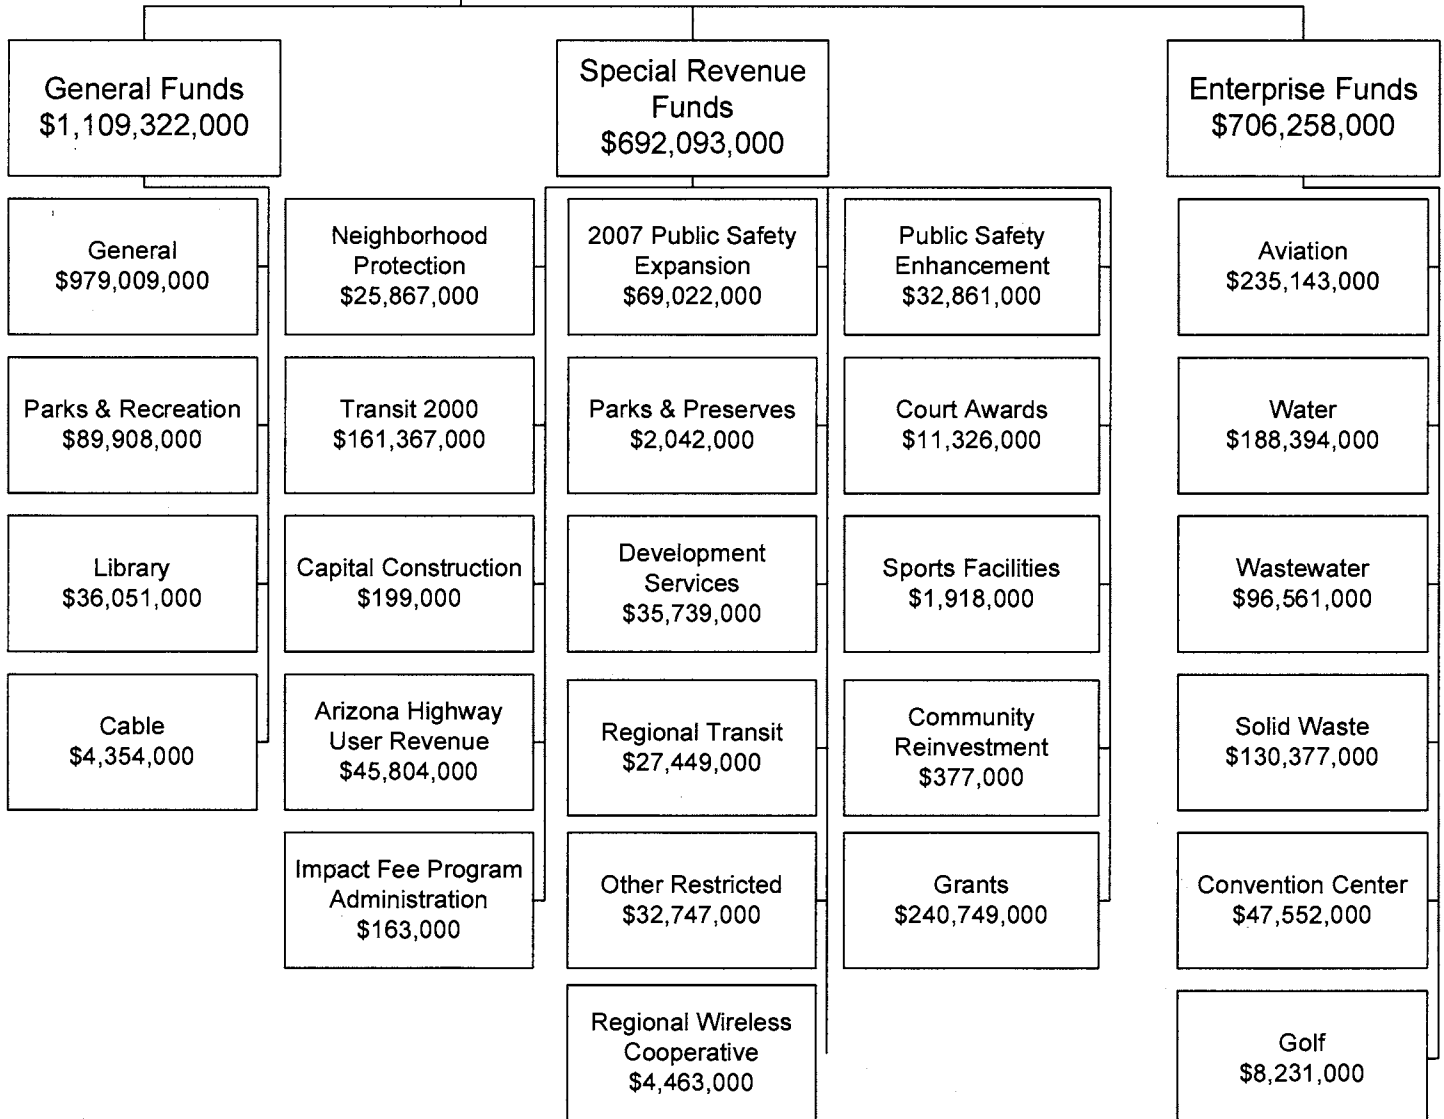 General Funds
$1,109,322,000
Special Revenue
Funds
$692,093,000
Enterprise Funds
$706,258,000
General
$979,009,000
Neighborhood
Protection
$25,867,000
2007 Public Safety
Expansion
$69,022,000
Public Safety
Enhancement
$32,861,000
Aviation
$235,143,000
Parks & Recreation
$89,908,000
Transit 2000
$161,367,000
Parks & Preserves
$2,042,000
Court Awards
$11,326,000
Water
$188,394,000
Library
$36,051,000
Capital Construction
$199,000
Development
Services
$35,739,000
Sports Facilities
$1,918,000
Wastewater
$96,561,000
Cable
$4,354,000
Arizona Highway
User Revenue
$45,804,000
Regional Transit
$27,449,000
Community
Reinvestment
$377,000
Solid Waste
$130,377,000
Impact Fee Program
Administration
$163,000
Other Restricted
$32,747,000
Grants
$240,749,000
Convention Center
$47,552,000
Regional Wireless
Cooperative
$4,463,000
Golf
$8,231,000